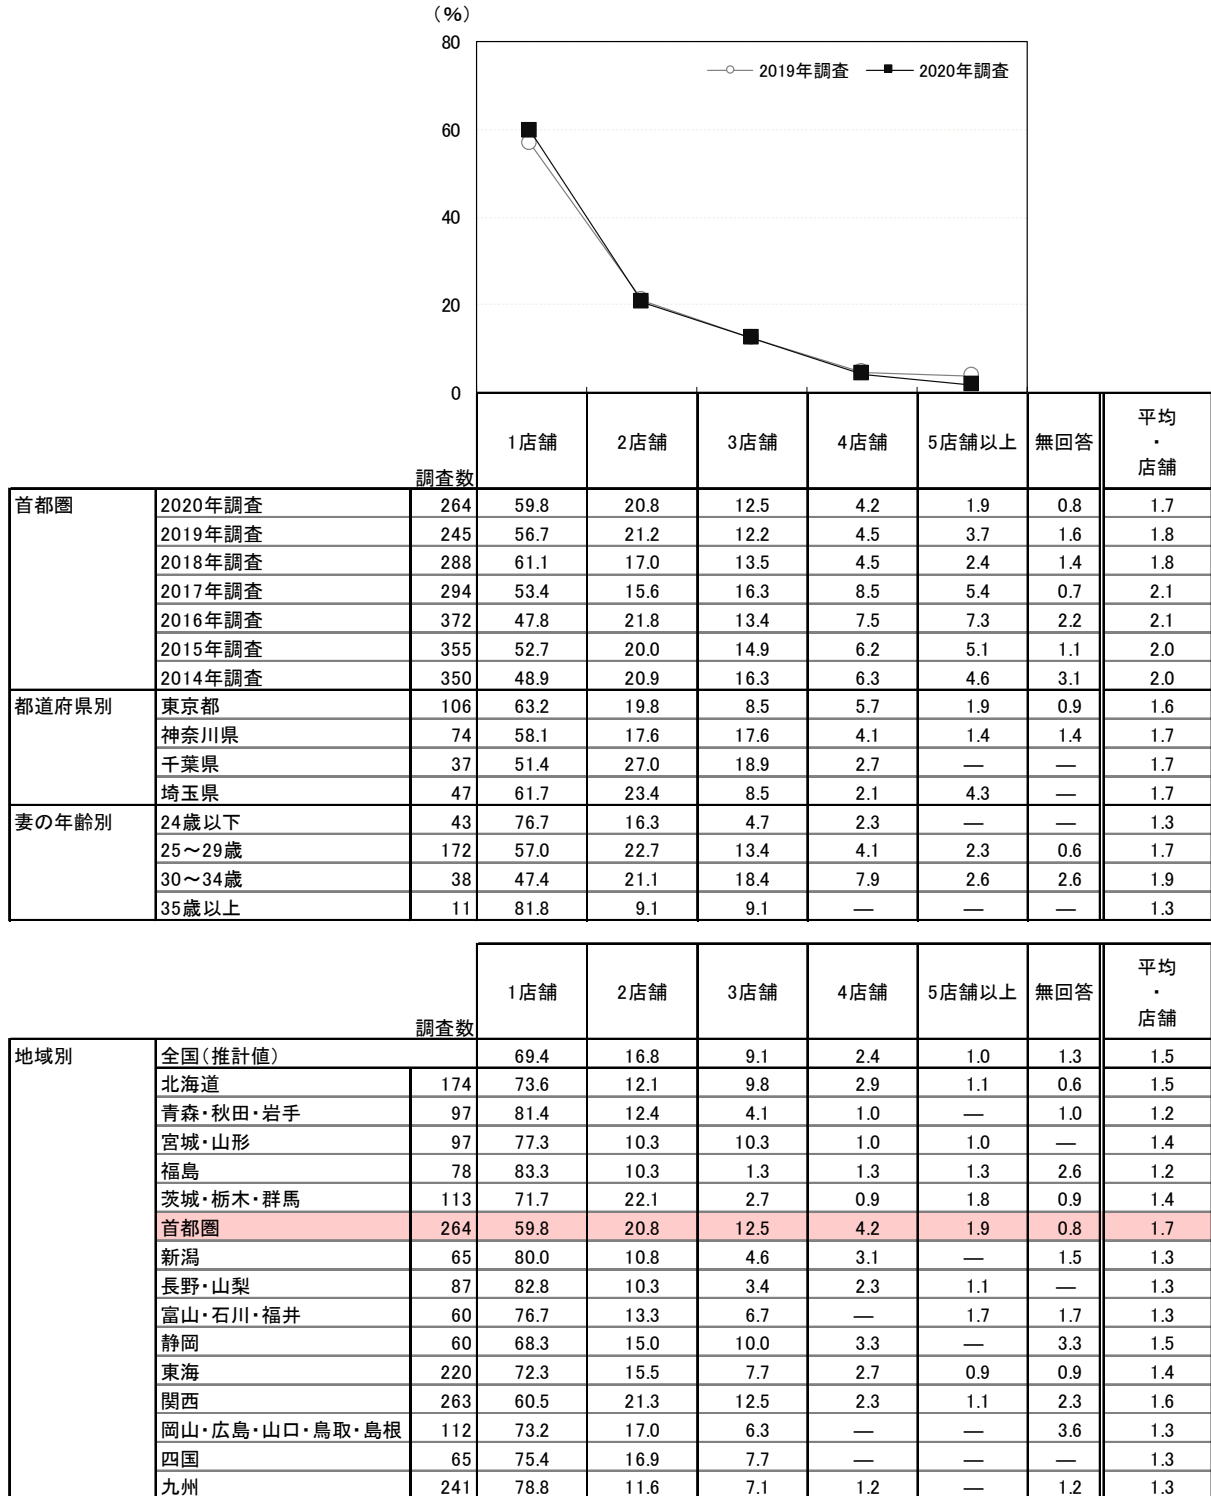 （%）
80
60
40
20
0
2019年調査 2020年調査
調査数 1店舗 2店舗 3店舗 4店舗 5店舗以上 無回答 平均・店舗
首都圏 2020年調査 264 59.8 20.8 12.5 4.2 1.9 0.8 1.7
2019年調査 245 56.7 21.2 12.2 4.5 3.7 1.6 1.8
2018年調査 288 61.1 17.0 13.5 4.5 2.4 1.4 1.8
2017年調査 294 53.4 15.6 16.3 8.5 5.4 0.7 2.1
2016年調査 372 47.8 21.8 13.4 7.5 7.3 2.2 2.1
2015年調査 355 52.7 20.0 14.9 6.2 5.1 1.1 2.0
2014年調査 350 48.9 20.9 16.3 6.3 4.6 3.1 2.0
都道府県別 東京都 106 63.2 19.8 8.5 5.7 1.9 0.9 1.6
神奈川県 74 58.1 17.6 17.6 4.1 1.4 1.4 1.7
千葉県 37 51.4 27.0 18.9 2.7 ― ― 1.7
埼玉県 47 61.7 23.4 8.5 2.1 4.3 ― 1.7
妻の年齢別 24歳以下 43 76.7 16.3 4.7 2.3 ― ― 1.3
25～29歳 172 57.0 22.7 13.4 4.1 2.3 0.6 1.7
30～34歳 38 47.4 21.1 18.4 7.9 2.6 2.6 1.9
35歳以上 11 81.8 9.1 9.1 ― ― ― 1.3
調査数 1店舗 2店舗 3店舗 4店舗 5店舗以上 無回答 平均・店舗
地域別 全国（推計値） 69.4 16.8 9.1 2.4 1.0 1.3 1.5
北海道 174 73.6 12.1 9.8 2.9 1.1 0.6 1.5
青森・秋田・岩手 97 81.4 12.4 4.1 1.0 ― 1.0 1.2
宮城・山形 97 77.3 10.3 10.3 1.0 1.0 ― 1.4
福島 78 83.3 10.3 1.3 1.3 1.3 2.6 1.2
茨城・栃木・群馬 113 71.7 22.1 2.7 0.9 1.8 0.9 1.4
首都圏 264 59.8 20.8 12.5 4.2 1.9 0.8 1.7
新潟 65 80.0 10.8 4.6 3.1 ― 1.5 1.3
長野・山梨 87 82.8 10.3 3.4 2.3 1.1 ― 1.3
富山・石川・福井 60 76.7 13.3 6.7 ― 1.7 1.7 1.3
静岡 60 68.3 15.0 10.0 3.3 ― 3.3 1.5
東海 220 72.3 15.5 7.7 2.7 0.9 0.9 1.4
関西 263 60.5 21.3 12.5 2.3 1.1 2.3 1.6
岡山・広島・山口・鳥取・島根 112 73.2 17.0 6.3 ― ― 3.6 1.3
四国 65 75.4 16.9 7.7 ― ― ― 1.3
九州 241 78.8 11.6 7.1 1.2 ― 1.2 1.3